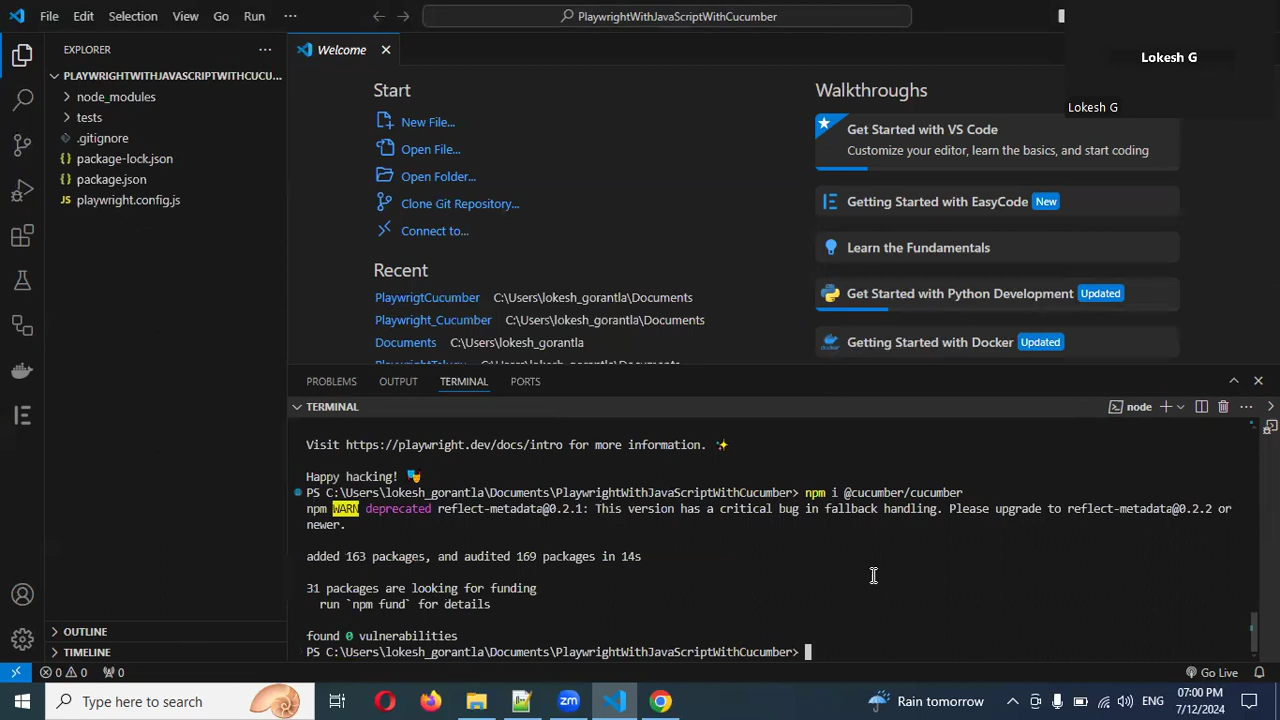 File Edit Selection View Go Run ··· PlaywrightWithJavaScriptWithCucumber
Lokesh G
Lokesh G
EXPLORER ···
PLAYWRIGHTWITHJAVASCRIPTWITHCUCU...
node_modules
tests
.gitignore
package-lock.json
package.json
playwright.config.js
OUTLINE
TIMELINE
Welcome
Start
New File...
Open File...
Open Folder...
Clone Git Repository...
Connect to...
Recent
PlaywrigtCucumber C:\Users\lokesh_gorantla\Documents
Playwright_Cucumber C:\Users\lokesh_gorantla\Documents
Documents C:\Users\lokesh_gorantla
Walkthroughs
Get Started with VS Code
Customize your editor, learn the basics, and start coding
Getting Started with EasyCode New
Learn the Fundamentals
Get Started with Python Development Updated
Getting Started with Docker Updated
PROBLEMS OUTPUT TERMINAL PORTS
TERMINAL
node
Visit https://playwright.dev/docs/intro for more information. ✨
Happy hacking! 🎭
PS C:\Users\lokesh_gorantla\Documents\PlaywrightWithJavaScriptWithCucumber> npm i @cucumber/cucumber
npm WARN deprecated reflect-metadata@0.2.1: This version has a critical bug in fallback handling. Please upgrade to reflect-metadata@0.2.2 or
newer.
added 163 packages, and audited 169 packages in 14s
31 packages are looking for funding
run `npm fund` for details
found 0 vulnerabilities
PS C:\Users\lokesh_gorantla\Documents\PlaywrightWithJavaScriptWithCucumber>
0 0 0 Go Live
Type here to search
zm
Rain tomorrow
ENG
07:00 PM
7/12/2024